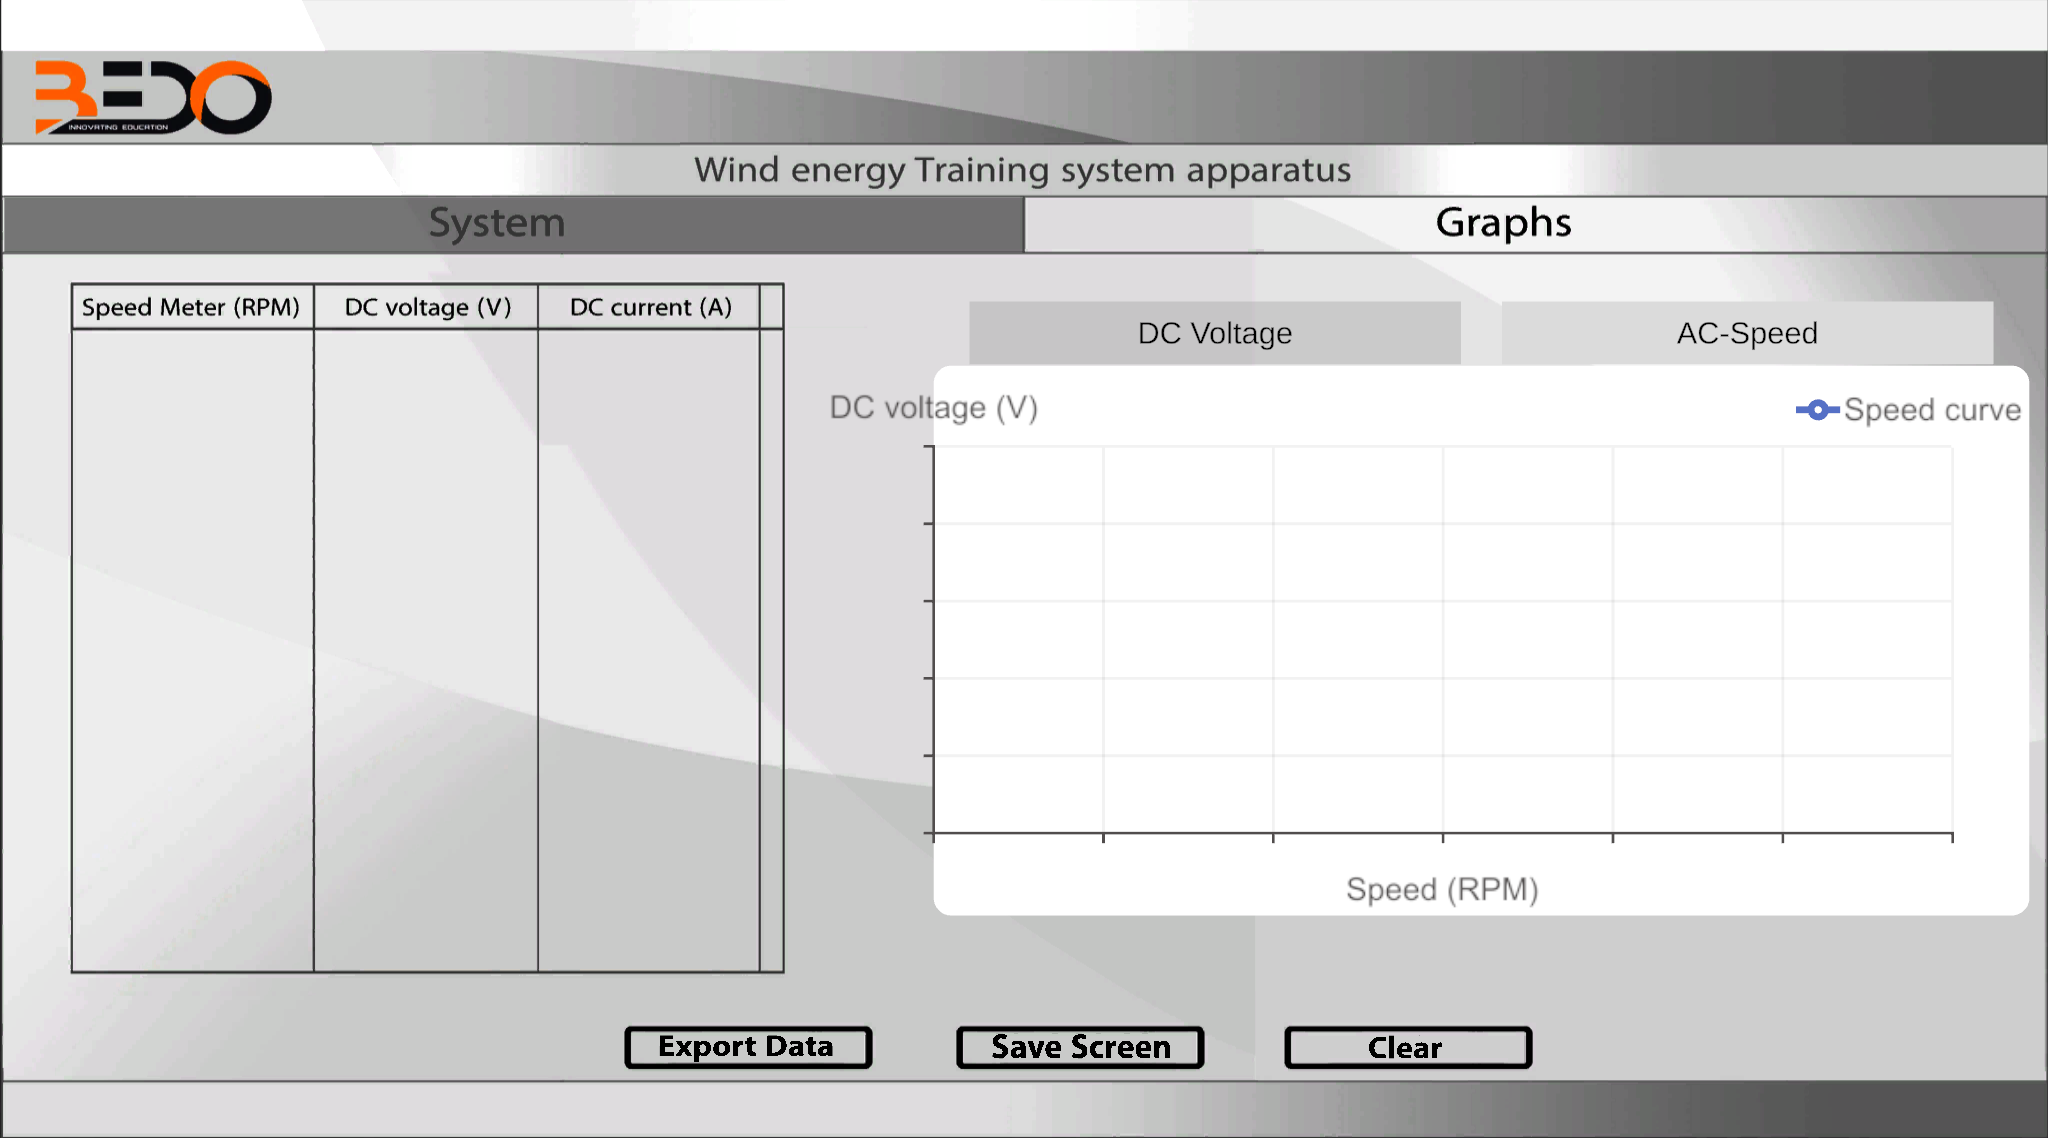 BEDO
INNOVATING EDUCATION
Wind energy Training system apparatus
System
Graphs
Speed Meter (RPM)
DC voltage (V)
DC current (A)
DC Voltage
AC-Speed
DC voltage (V)
Speed curve
Speed (RPM)
Export Data
Save Screen
Clear